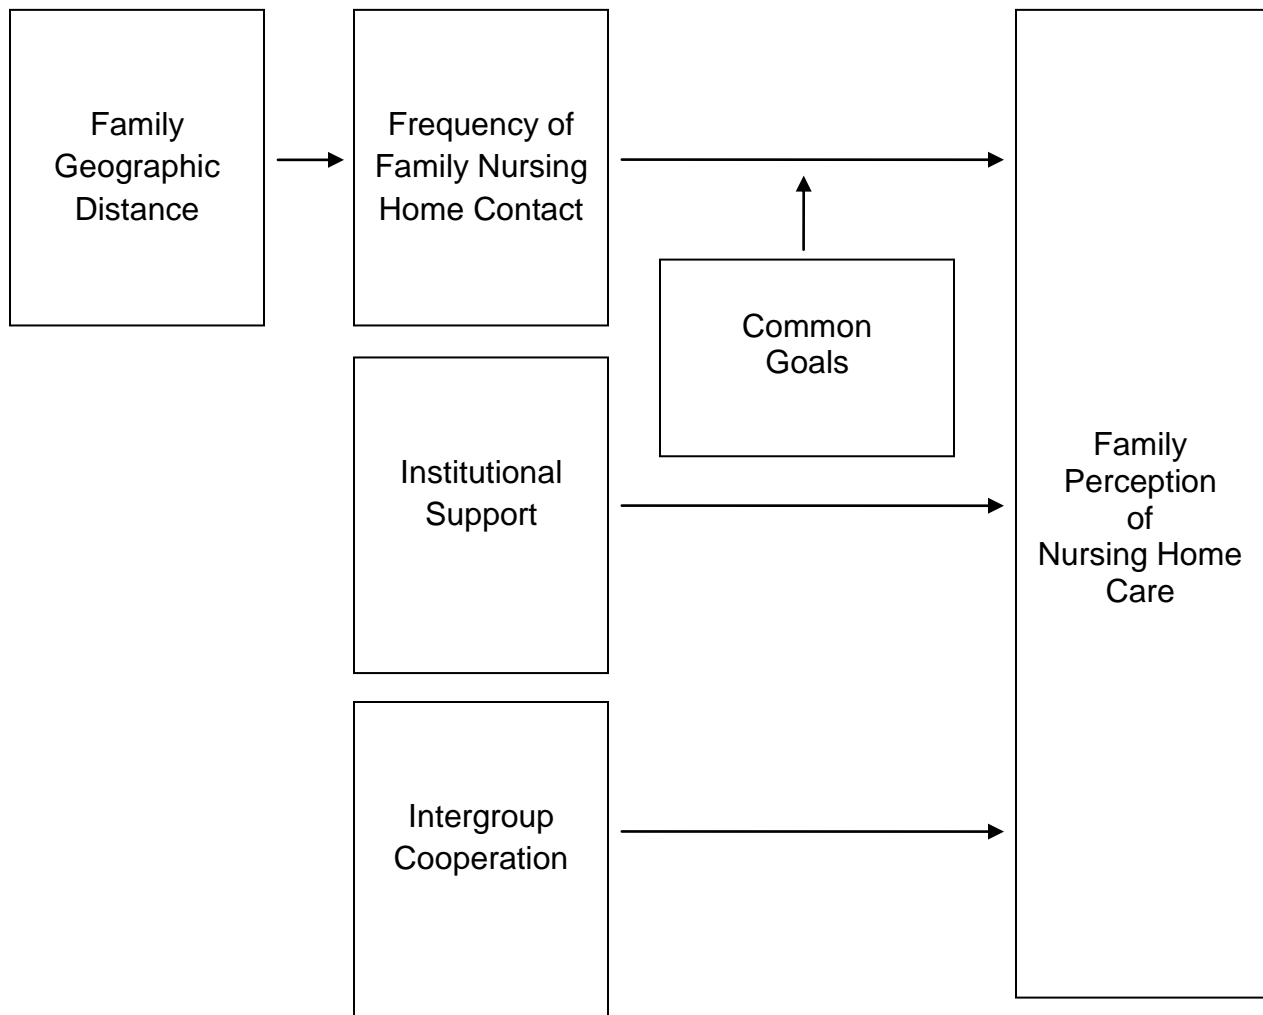 Family
Geographic
Distance
Frequency of
Family Nursing
Home Contact
Common
Goals
Institutional
Support
Intergroup
Cooperation
Family
Perception
of
Nursing Home
Care